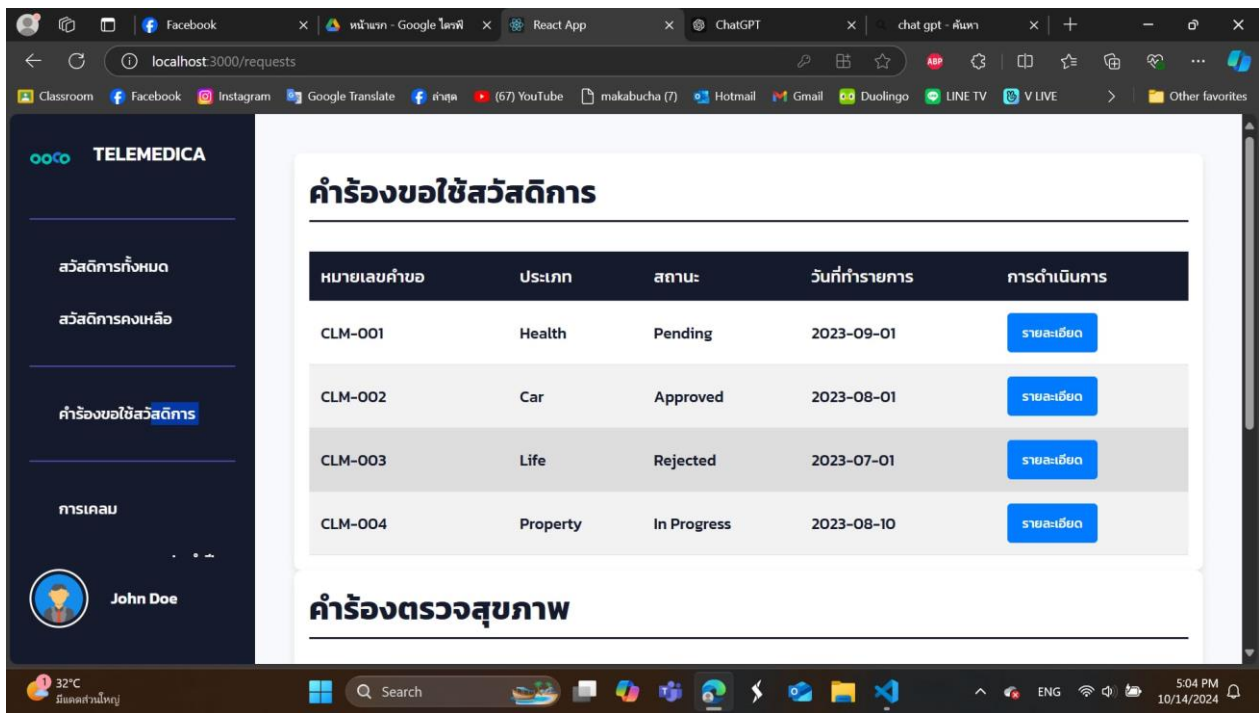 Facebook
หน้าแรก - Google ไดรฟ์
React App
ChatGPT
chat gpt - ค้นหา
localhost:3000/requests
ABP
Classroom Facebook Instagram Google Translate ล่าสุด (67) YouTube makabucha (7) Hotmail Gmail Duolingo LINE TV V LIVE Other favorites
TELEMEDICA
สวัสดิการทั้งหมด
สวัสดิการคงเหลือ
คำร้องขอใช้สวัสดิการ
การเคลม
John Doe
คำร้องขอใช้สวัสดิการ
หมายเลขคำขอ ประเภท สถานะ วันที่ทำรายการ การดำเนินการ
CLM-001 Health Pending 2023-09-01 รายละเอียด
CLM-002 Car Approved 2023-08-01 รายละเอียด
CLM-003 Life Rejected 2023-07-01 รายละเอียด
CLM-004 Property In Progress 2023-08-10 รายละเอียด
คำร้องตรวจสุขภาพ
1
32°C
มีแดดส่วนใหญ่
Search
ENG
5:04 PM
10/14/2024